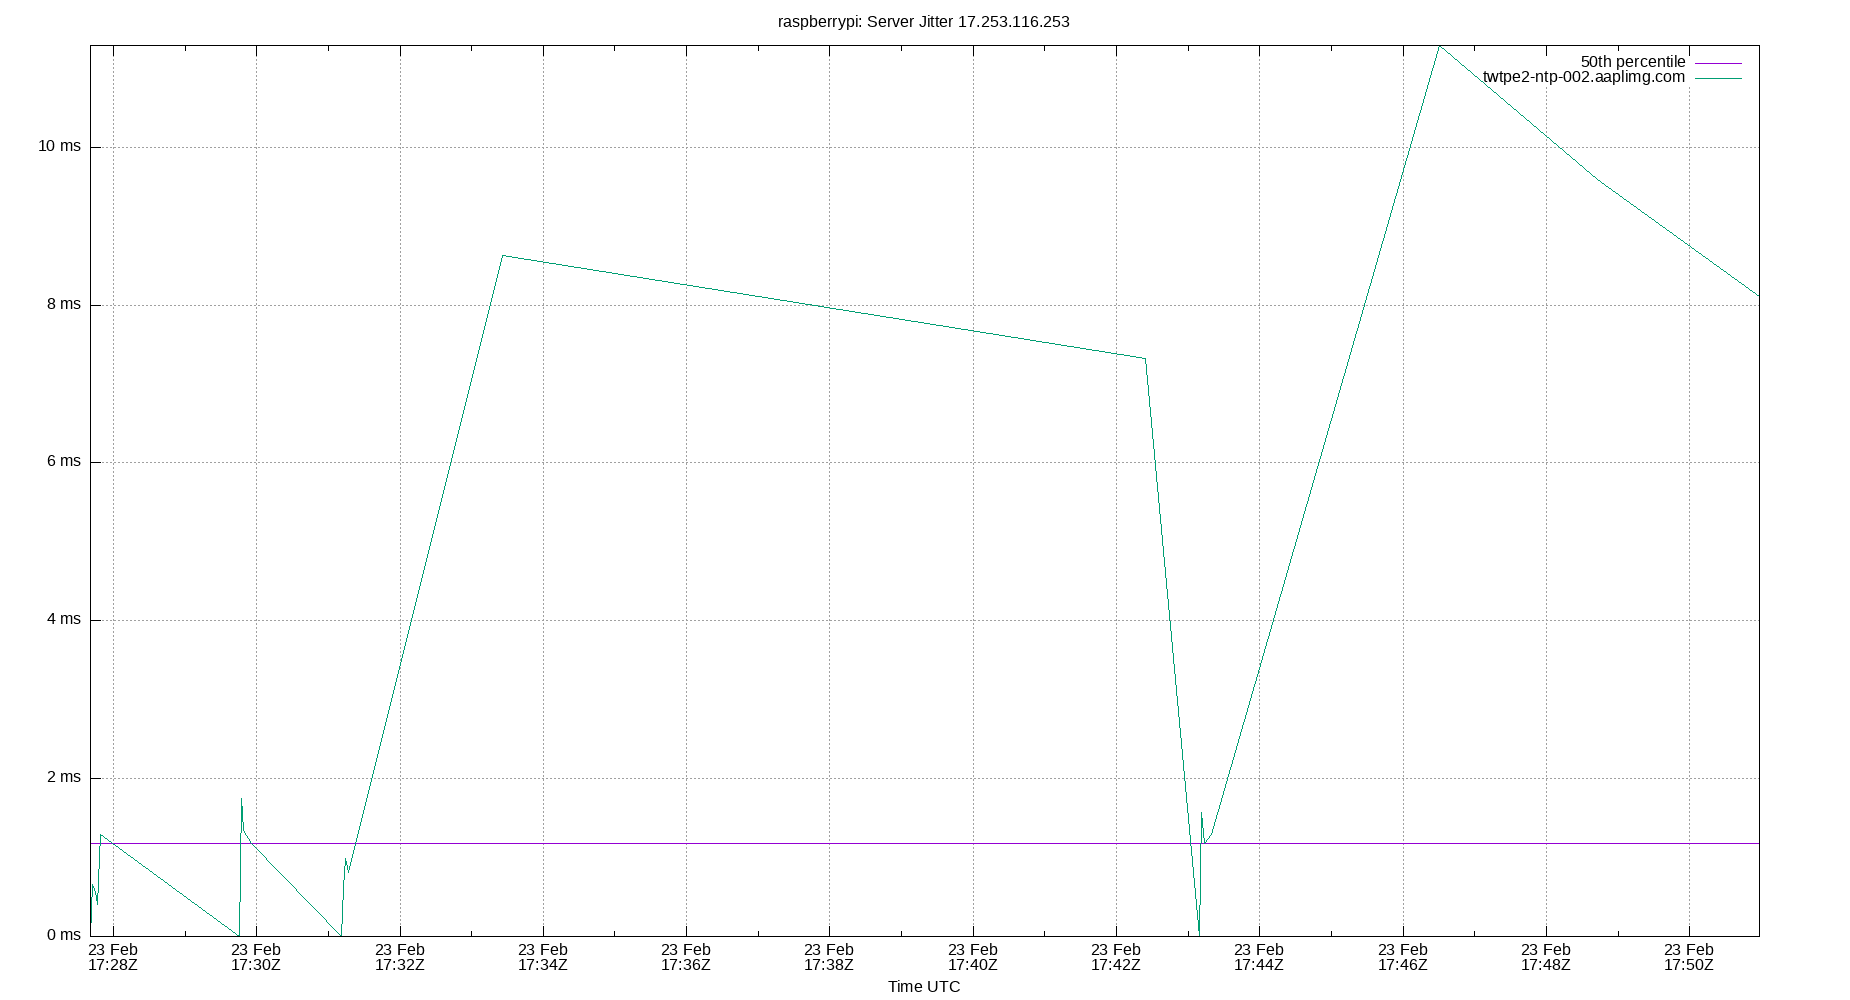 raspberrypi: Server Jitter 17.253.116.253
50th percentile
twtpe2-ntp-002.aaplimg.com
10 ms
8 ms
6 ms
4 ms
2 ms
0 ms
23 Feb 23 Feb 23 Feb 23 Feb 23 Feb 23 Feb 23 Feb 23 Feb 23 Feb 23 Feb 23 Feb 23 Feb
17:28Z 17:30Z 17:32Z 17:34Z 17:36Z 17:38Z 17:40Z 17:42Z 17:44Z 17:46Z 17:48Z 17:50Z
Time UTC